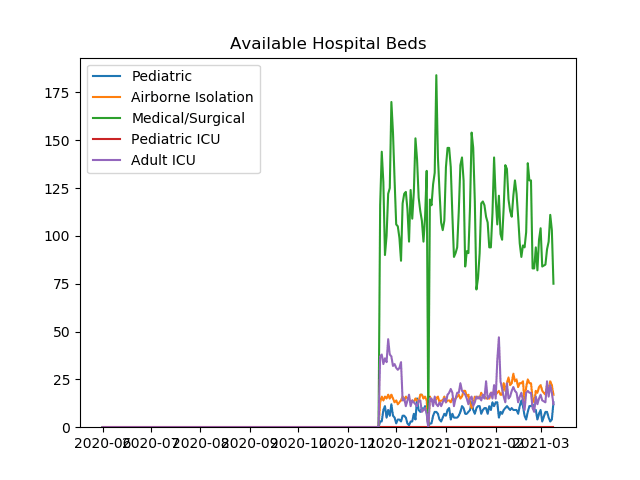 Available Hospital Beds
Pediatric
Airborne Isolation
Medical/Surgical
Pediatric ICU
Adult ICU
175
150
125
100
75
50
25
0
2020-06 2020-07 2020-08 2020-09 2020-10 2020-11 2020-12 2021-01 2021-02 2021-03